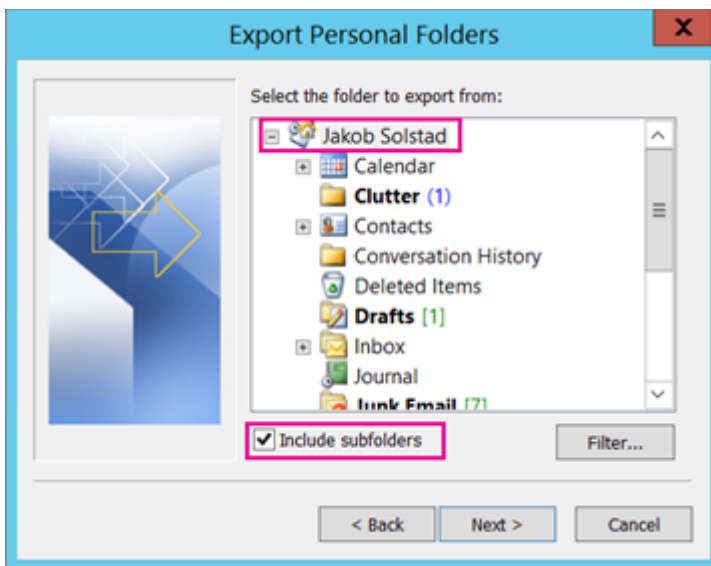 Export Personal Folders
X
Select the folder to export from:
Jakob Solstad
Calendar
Clutter (1)
Contacts
Conversation History
Deleted Items
Drafts [1]
Inbox
Journal
Junk Email [7]
Include subfolders
Filter...
< Back Next > Cancel